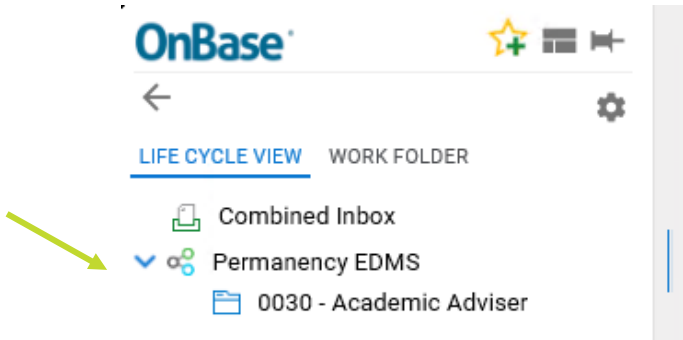 OnBase
LIFE CYCLE VIEW WORK FOLDER
Combined Inbox
Permanency EDMS
0030 - Academic Adviser